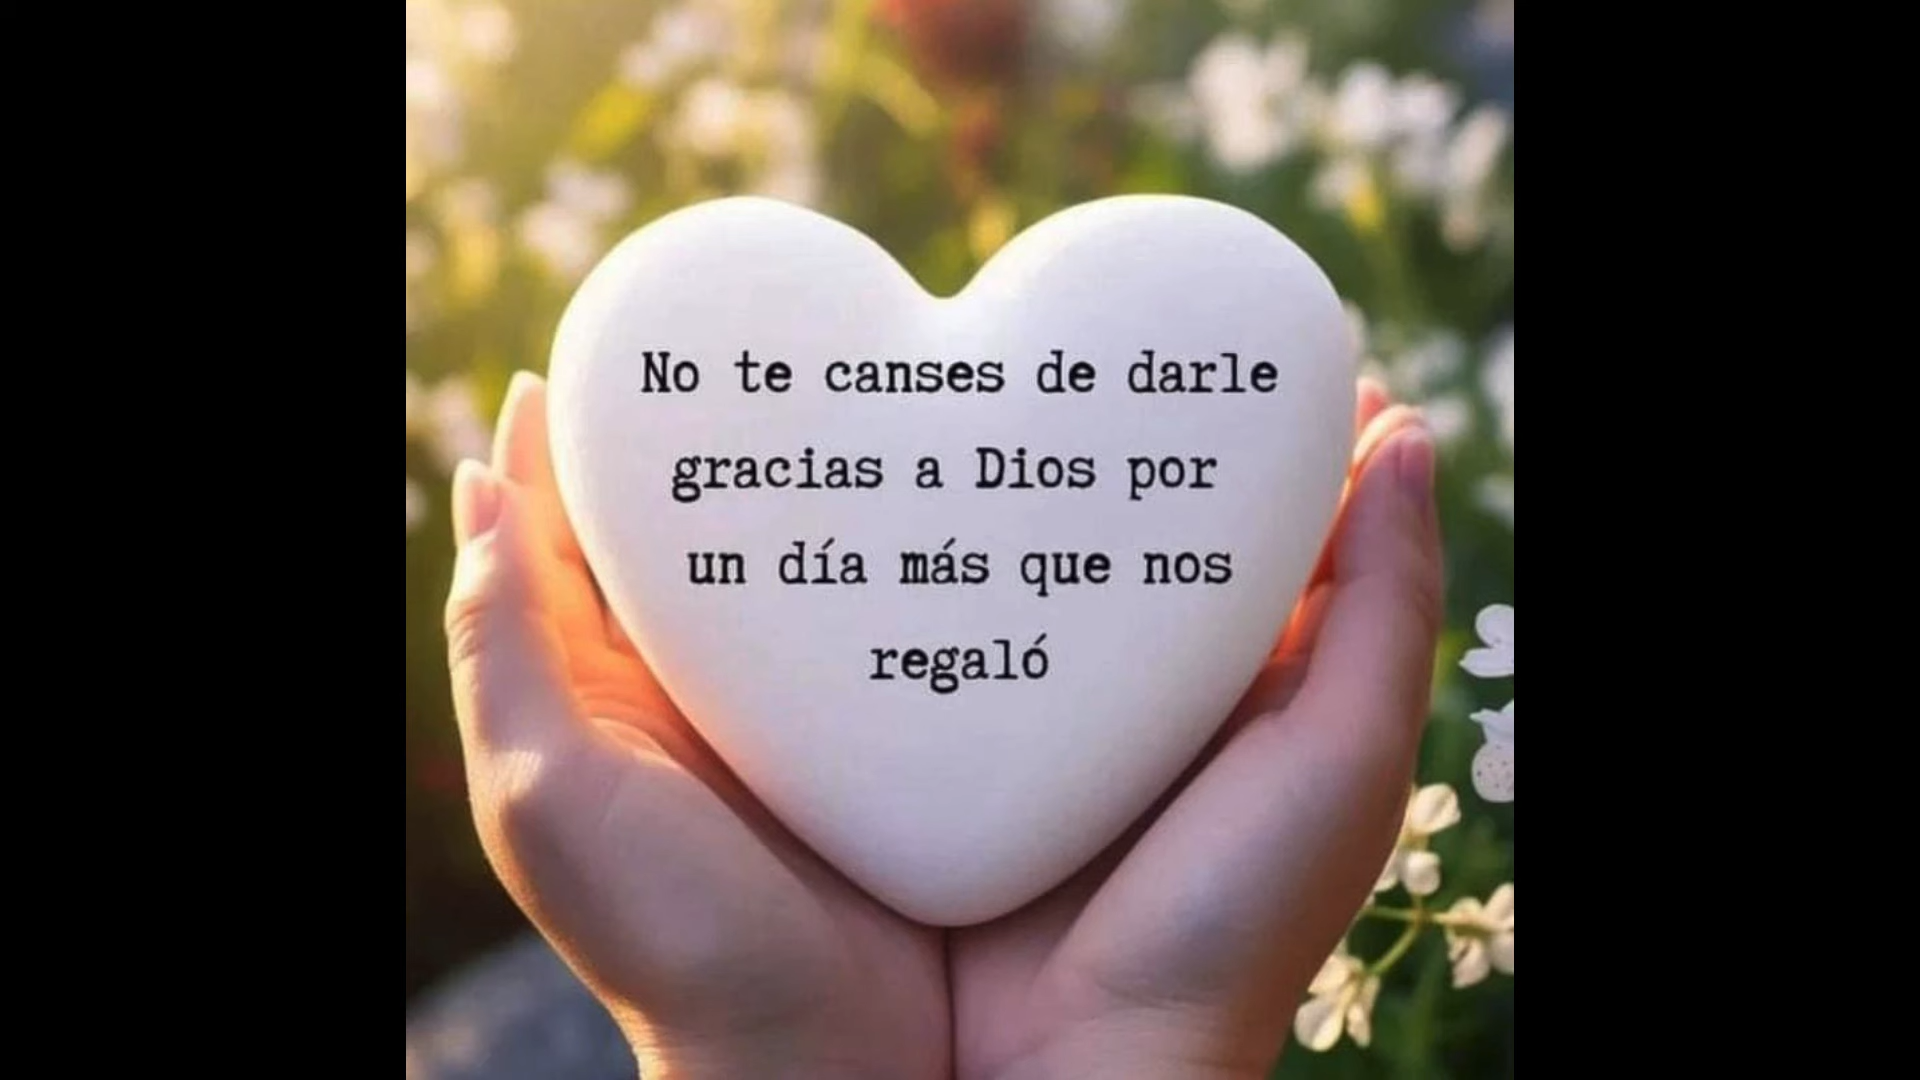 No te canses de darle
gracias a Dios por
un día más que nos
regaló